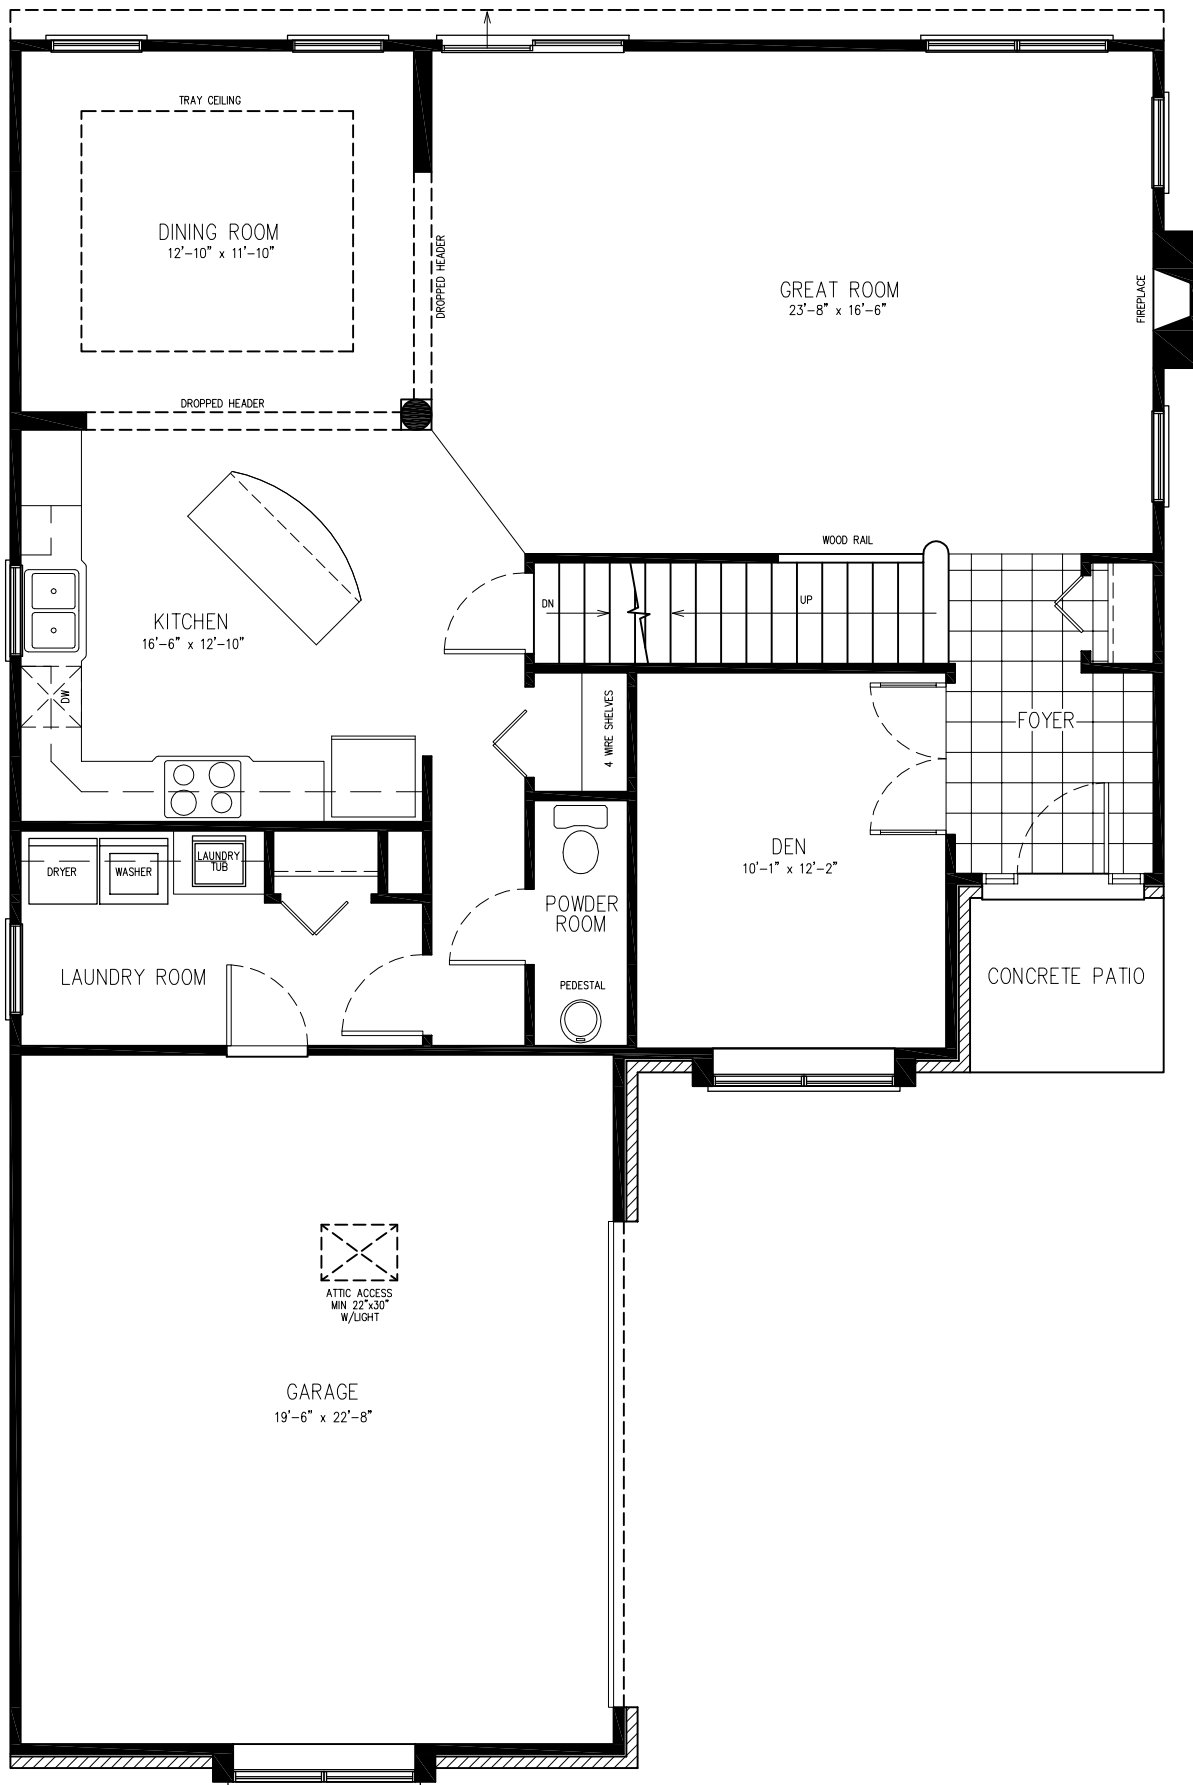 TRAY CEILING
DINING ROOM
12'-10" x 11'-10"
DROPPED HEADER
GREAT ROOM
23'-8" x 16'-6"
FIREPLACE
DROPPED HEADER
WOOD RAIL
DN
UP
KITCHEN
16'-6" x 12'-10"
DW
4 WIRE SHELVES
FOYER
DEN
10'-1" x 12'-2"
DRYER
WASHER
LAUNDRY
TUB
POWDER
ROOM
LAUNDRY ROOM
PEDESTAL
CONCRETE PATIO
ATTIC ACCESS
MIN 22"x30"
W/LIGHT
GARAGE
19'-6" x 22'-8"